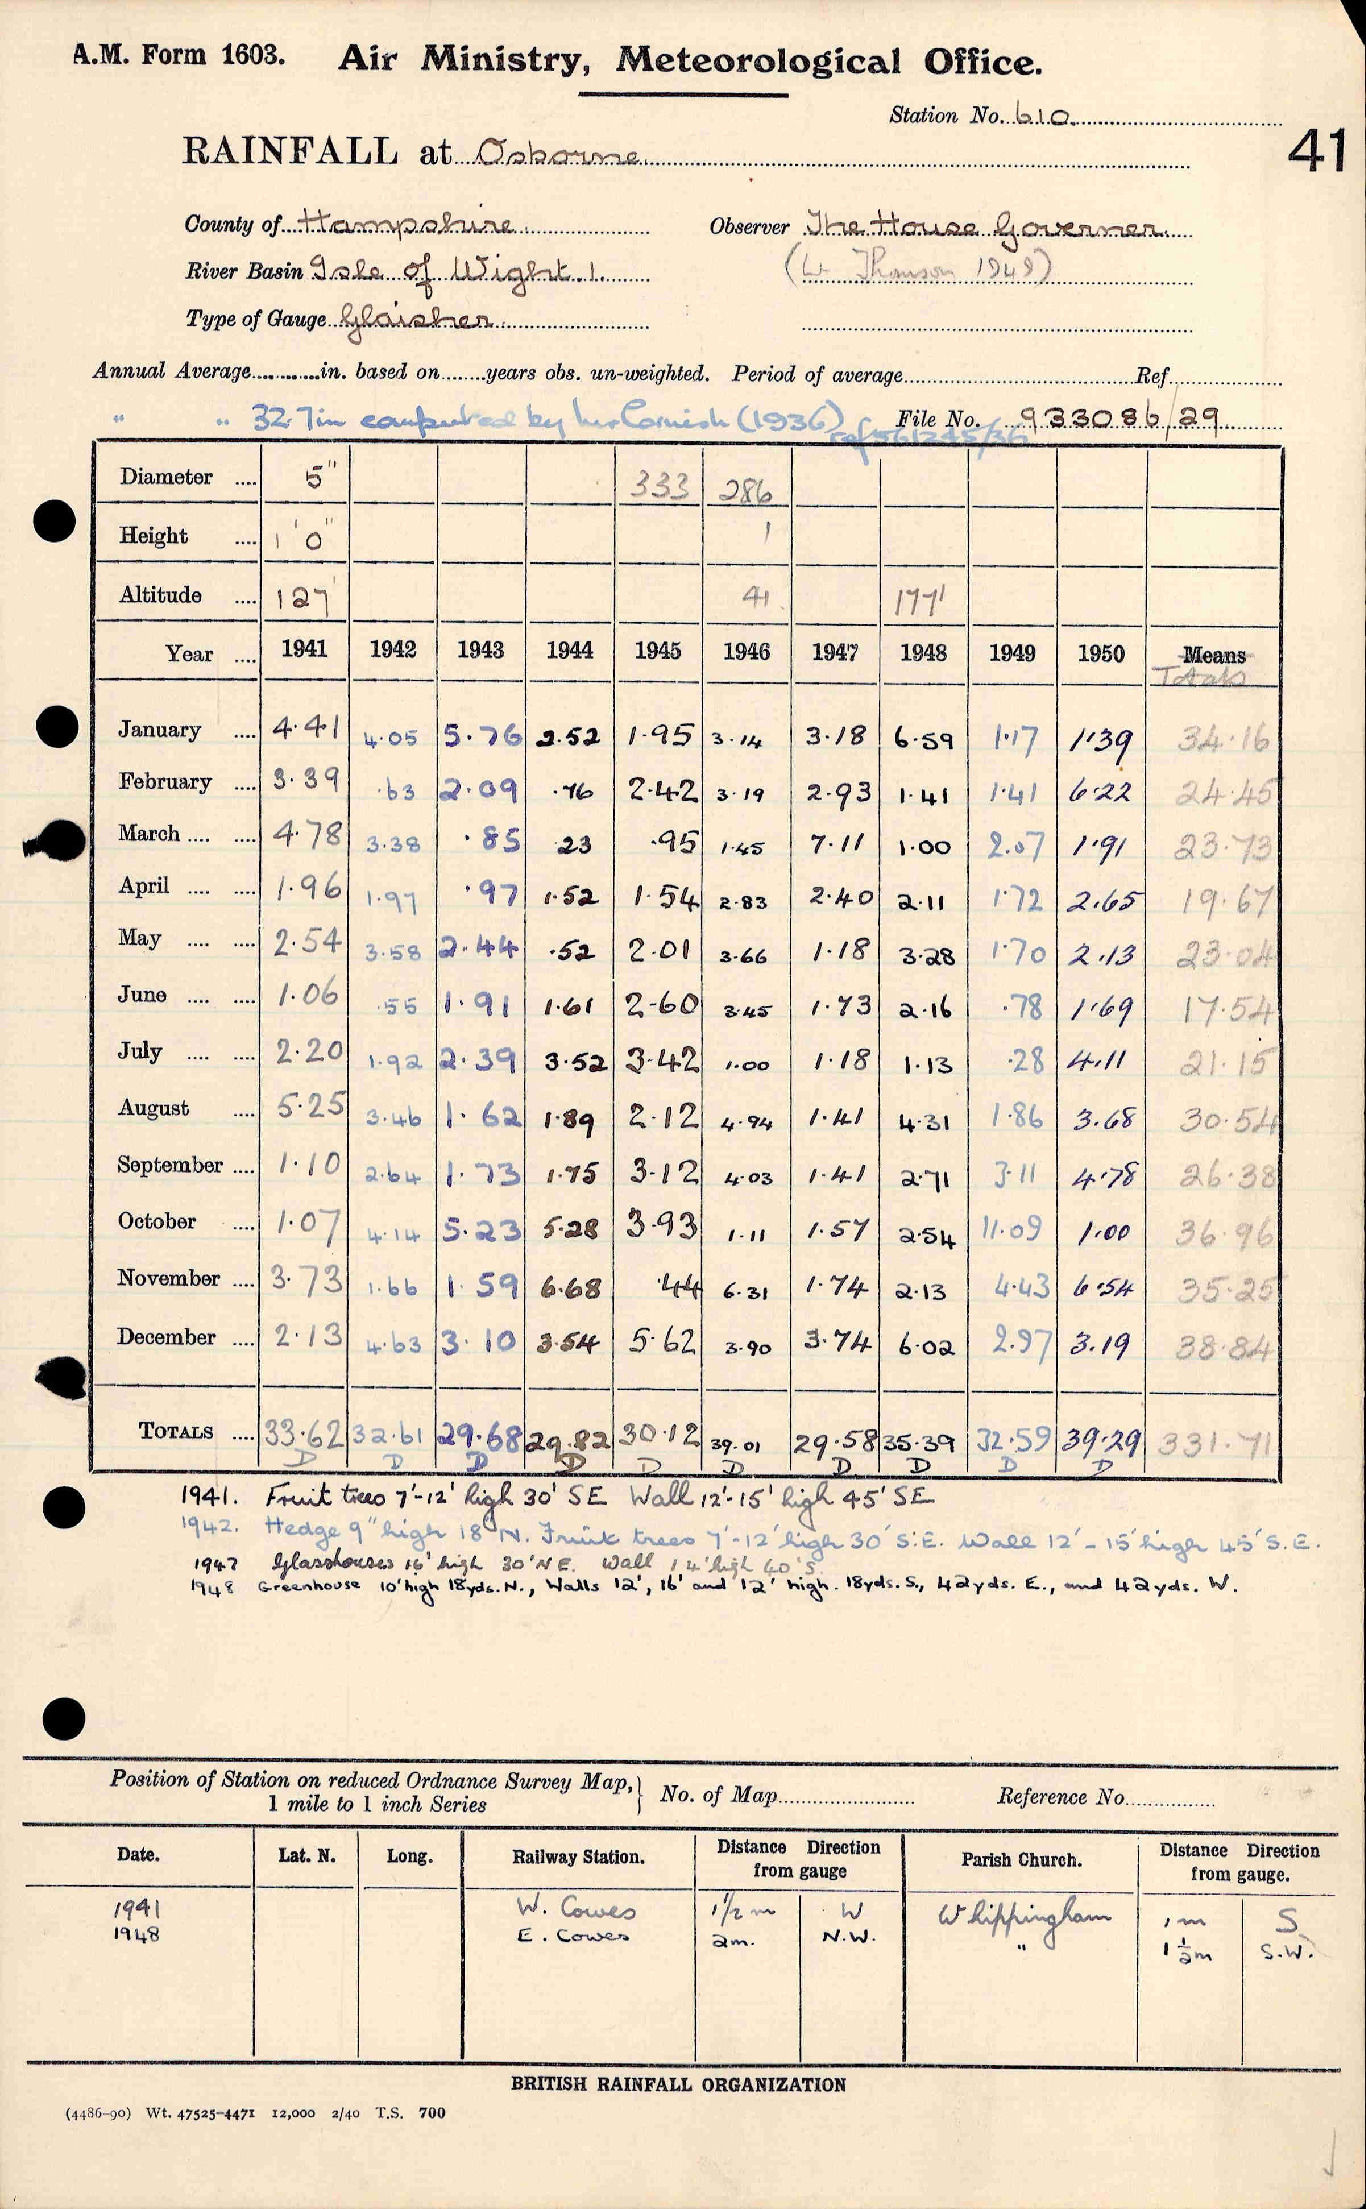 A.M. Form 1603. Air Ministry, Meteorological Office.
Station No. 610
41
RAINFALL at Osborne
County of Hampshire Observer The House Governer
River Basin Isle of Wight 1. (Lt Thomson 1948)
Type of Gauge Glaisher
Annual Average............in. based on........years obs. un-weighted. Period of average Ref
" " 32.7in computed by Mr Cornish (1936) File No. 933086/29
ref 561245/36
Diameter .... 5" 333 286
Height .... 1' 0" 1
Altitude .... 127' 41 177'
Year .... 1941 1942 1943 1944 1945 1946 1947 1948 1949 1950 Means
Totals
January .... 4.41 4.05 5.76 2.52 1.95 3.14 3.18 6.59 1.17 1.39 34.16
February .... 3.39 .63 2.09 .76 2.42 3.19 2.93 1.41 1.41 6.22 24.45
March .... .... 4.78 3.38 .85 .23 .95 1.45 7.11 1.00 2.07 1.91 23.73
April .... .... 1.96 1.97 .97 1.52 1.54 2.83 2.40 2.11 1.72 2.65 19.67
May .... .... 2.54 3.58 2.44 .52 2.01 3.66 1.18 3.28 1.70 2.13 23.04
June .... .... 1.06 .55 1.91 1.61 2.60 3.45 1.73 2.16 .78 1.69 17.54
July .... .... 2.20 1.92 2.39 3.52 3.42 1.00 1.18 1.13 .28 4.11 21.15
August .... 5.25 3.46 1.62 1.89 2.12 4.94 1.41 4.31 1.86 3.68 30.54
September .... 1.10 2.64 1.73 1.75 3.12 4.03 1.41 2.71 3.11 4.78 26.38
October .... 1.07 4.14 5.23 5.28 3.93 1.11 1.57 2.54 11.09 1.00 36.96
November .... 3.73 1.66 1.59 6.68 .44 6.31 1.74 2.13 4.43 6.54 35.25
December .... 2.13 4.63 3.10 3.54 5.62 3.90 3.74 6.02 2.97 3.19 38.84
TOTALS .... 33.62 32.61 29.68 29.82 30.12 39.01 29.58 35.39 32.59 39.29 331.71
D D D D D D D D D D
1941. Fruit trees 7'-12' high 30' SE Wall 12'-15' high 45' SE
1942. Hedge 9" high 18' N. Fruit trees 7'-12' high 30' S.E. Wall 12'-15' high 45' S.E.
1947 Glasshouses 16' high 30' NE. Wall 14' high 60' S.
1948 Greenhouse 10' high 18yds. N., Walls 12', 16' and 12' high. 18yds. S., 42yds. E., and 42yds. W.
Position of Station on reduced Ordnance Survey Map, 1 mile to 1 inch Series } No. of Map Reference No.
Date. Lat. N. Long. Railway Station. Distance Direction from gauge Parish Church. Distance Direction from gauge.
1941 W. Cowes 1½ m W Whippingham 1 m S
1948 E. Cowes 2m. N.W. " 1½m S.W.
BRITISH RAINFALL ORGANIZATION
(4486-90) Wt. 47525-4471 12,000 2/40 T.S. 700